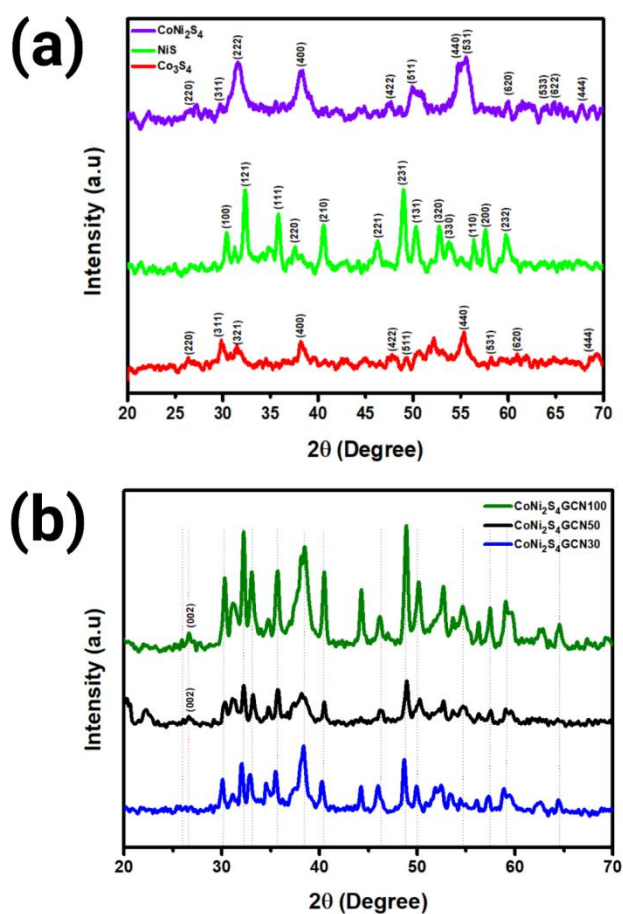 (a)
CoNi₂S₄
NiS
Co₃S₄
(220)
(311)
(222)
(400)
(422)
(511)
(440)
(531)
(620)
(533)
(622)
(444)
(100)
(121)
(111)
(220)
(210)
(221)
(231)
(131)
(320)
(330)
(110)
(200)
(232)
(220)
(311)
(321)
(400)
(422)
(511)
(440)
(531)
(620)
(444)
Intensity (a.u)
20 25 30 35 40 45 50 55 60 65 70
2θ (Degree)
(b)
CoNi₂S₄GCN100
CoNi₂S₄GCN50
CoNi₂S₄GCN30
(002)
(002)
Intensity (a.u)
20 30 40 50 60 70
2θ (Degree)